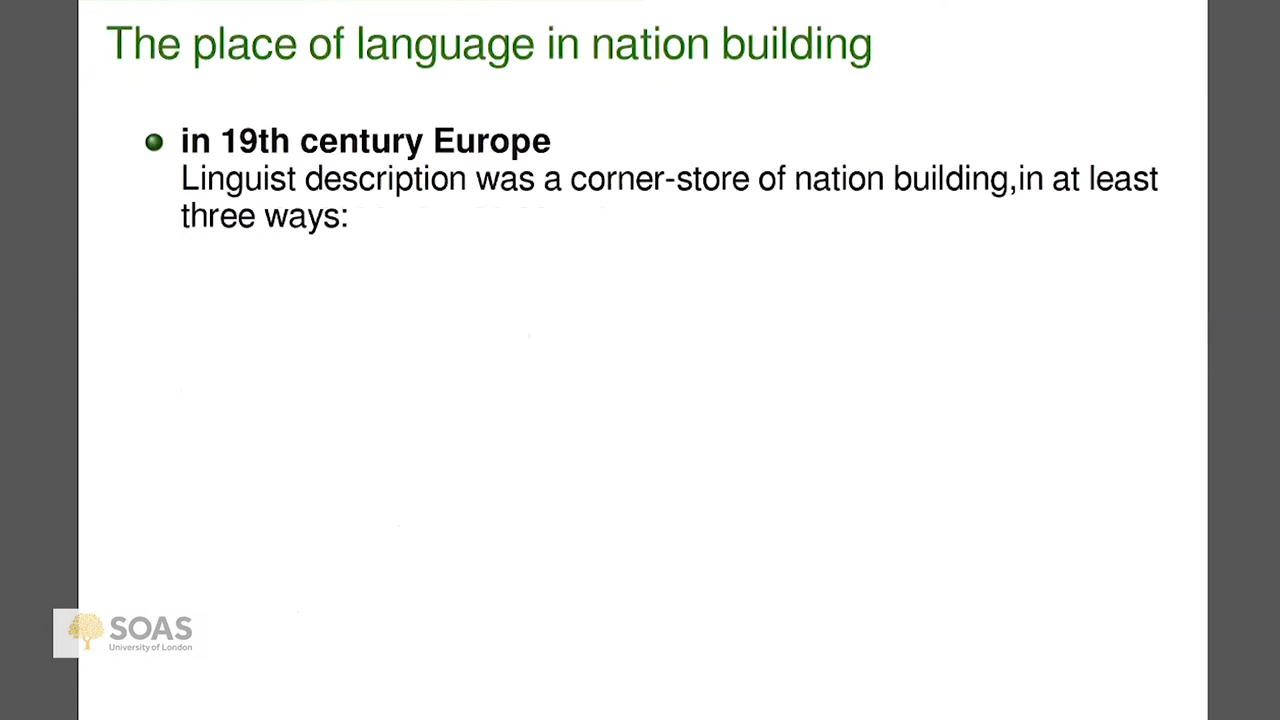 The place of language in nation building
in 19th century Europe
Linguist description was a corner-store of nation building,in at least
three ways:
SOAS
University of London